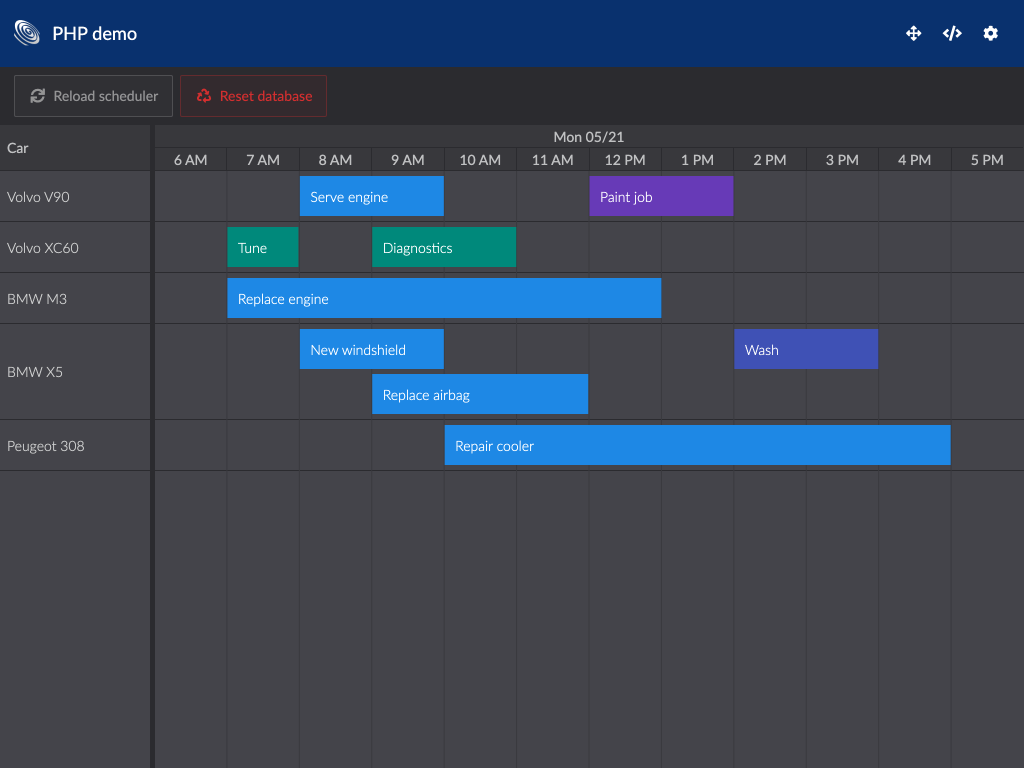 PHP demo
Reload scheduler
Reset database
Car
Mon 05/21
6 AM 7 AM 8 AM 9 AM 10 AM 11 AM 12 PM 1 PM 2 PM 3 PM 4 PM 5 PM
Volvo V90
Serve engine
Paint job
Volvo XC60
Tune
Diagnostics
BMW M3
Replace engine
BMW X5
New windshield
Wash
Replace airbag
Peugeot 308
Repair cooler